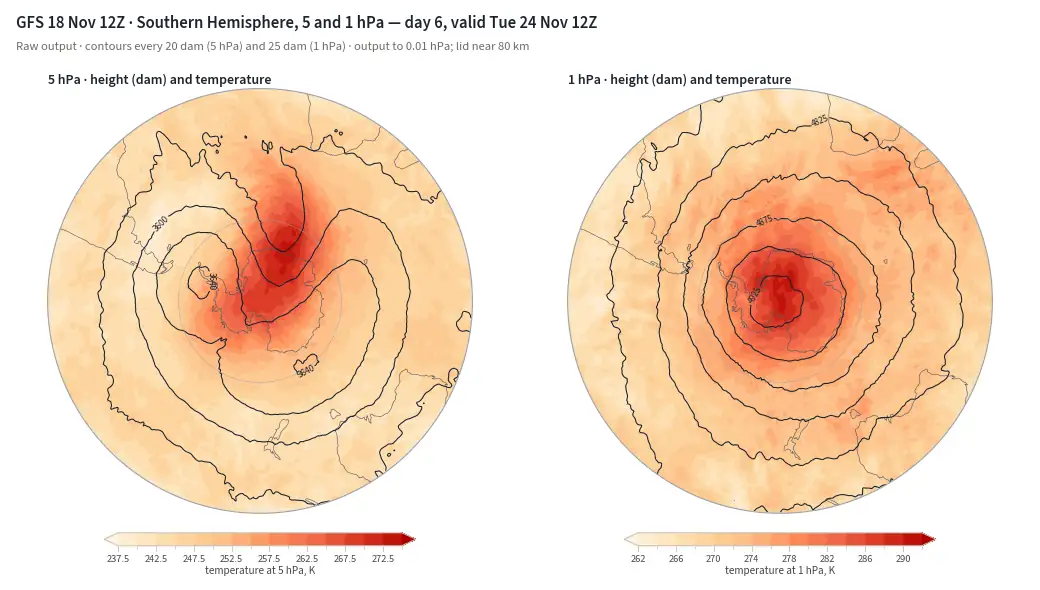 GFS 18 Nov 12Z · Southern Hemisphere, 5 and 1 hPa — day 6, valid Tue 24 Nov 12Z
Raw output · contours every 20 dam (5 hPa) and 25 dam (1 hPa) · output to 0.01 hPa; lid near 80 km
5 hPa · height (dam) and temperature
1 hPa · height (dam) and temperature
4825
3600
4875
3640
4925
3640
237.5 242.5 247.5 252.5 257.5 262.5 267.5 272.5
temperature at 5 hPa, K
262 266 270 274 278 282 286 290
temperature at 1 hPa, K